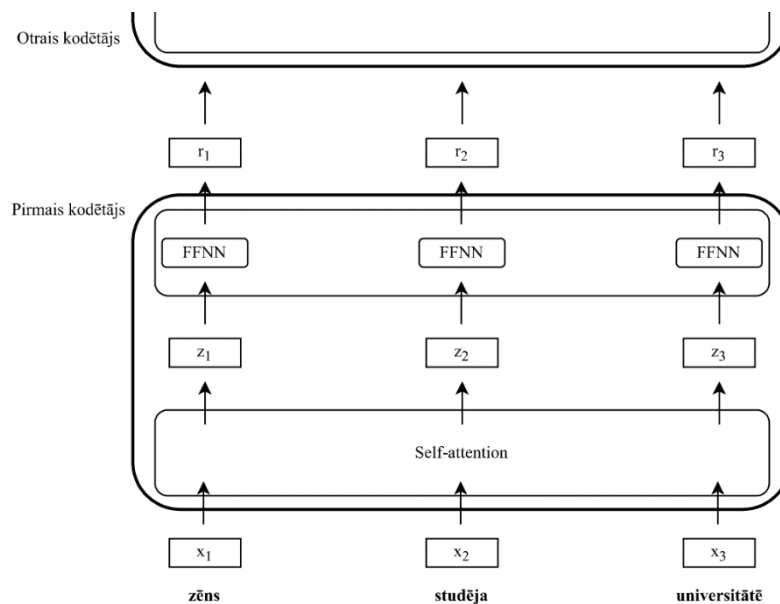 Otrais kodētājs
r₁ r₂ r₃
Pirmais kodētājs
FFNN FFNN FFNN
z₁ z₂ z₃
Self-attention
x₁ x₂ x₃
zēns studēja universitātē